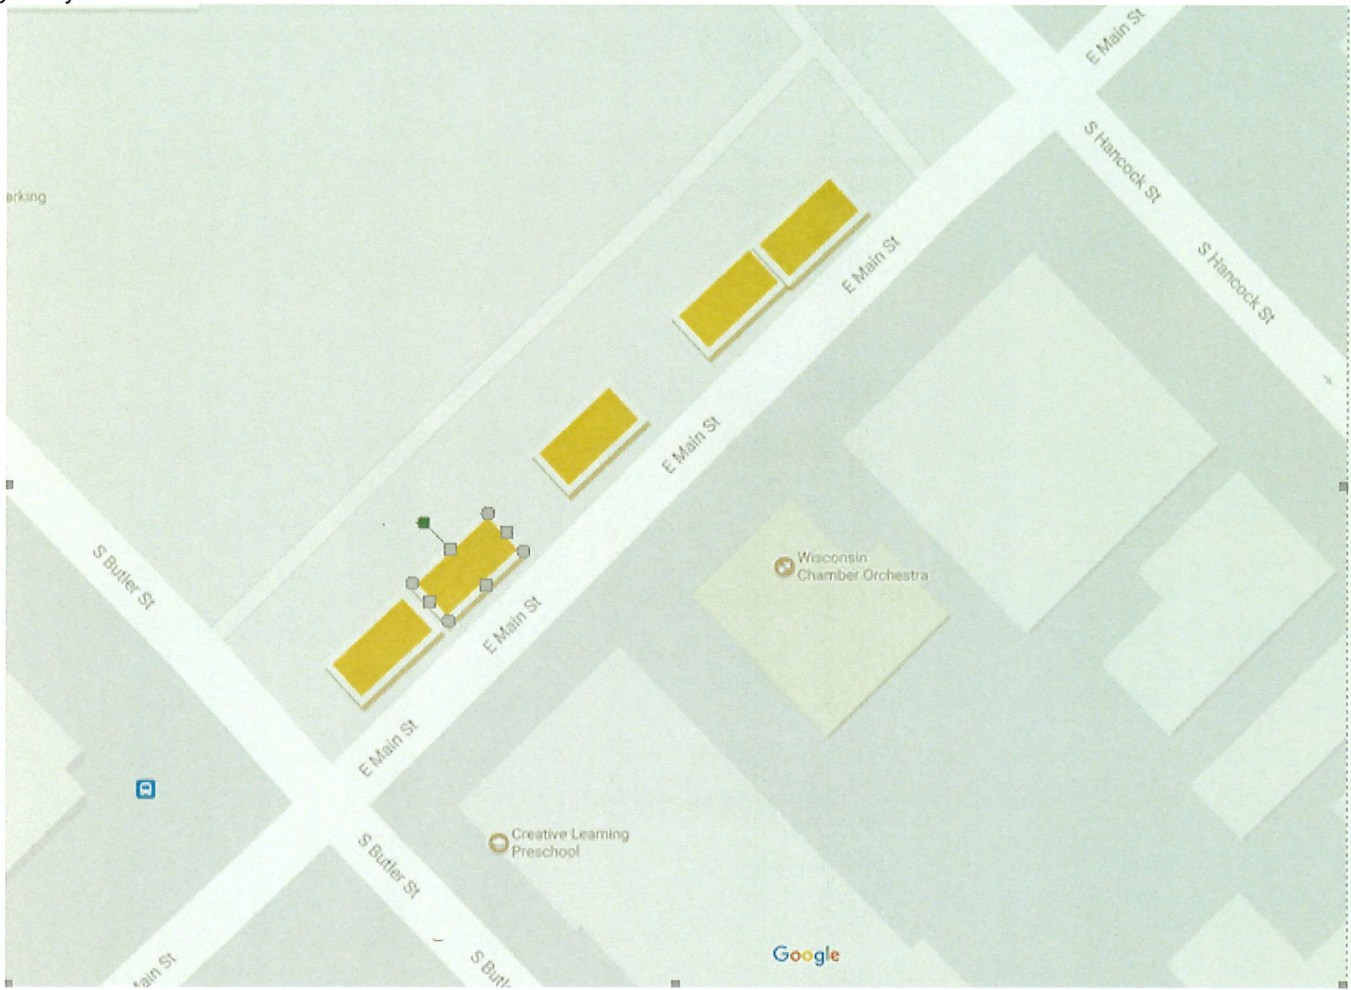 E Main St
S Hancock St
arking
E Main St
S Hancock St
E Main St
Wisconsin
Chamber Orchestra
S Butler St
E Main St
E Main St
Creative Learning
Preschool
S Butler St
Google
Main St
S Butl